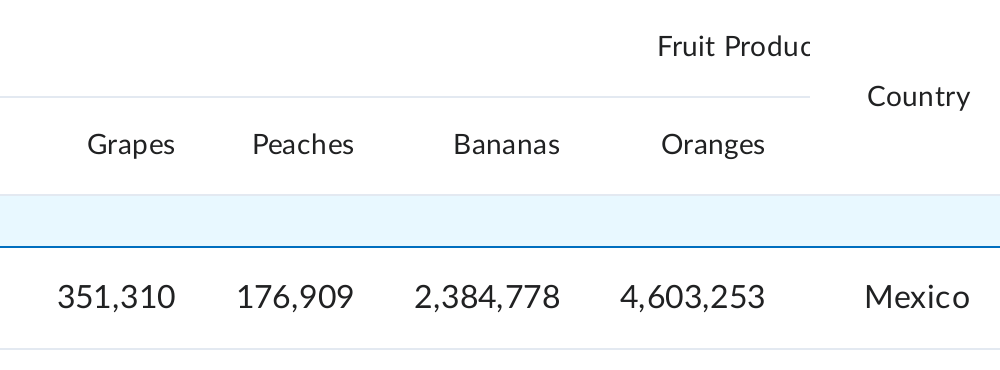 Fruit Produc
Country
Grapes Peaches Bananas Oranges
351,310 176,909 2,384,778 4,603,253 Mexico